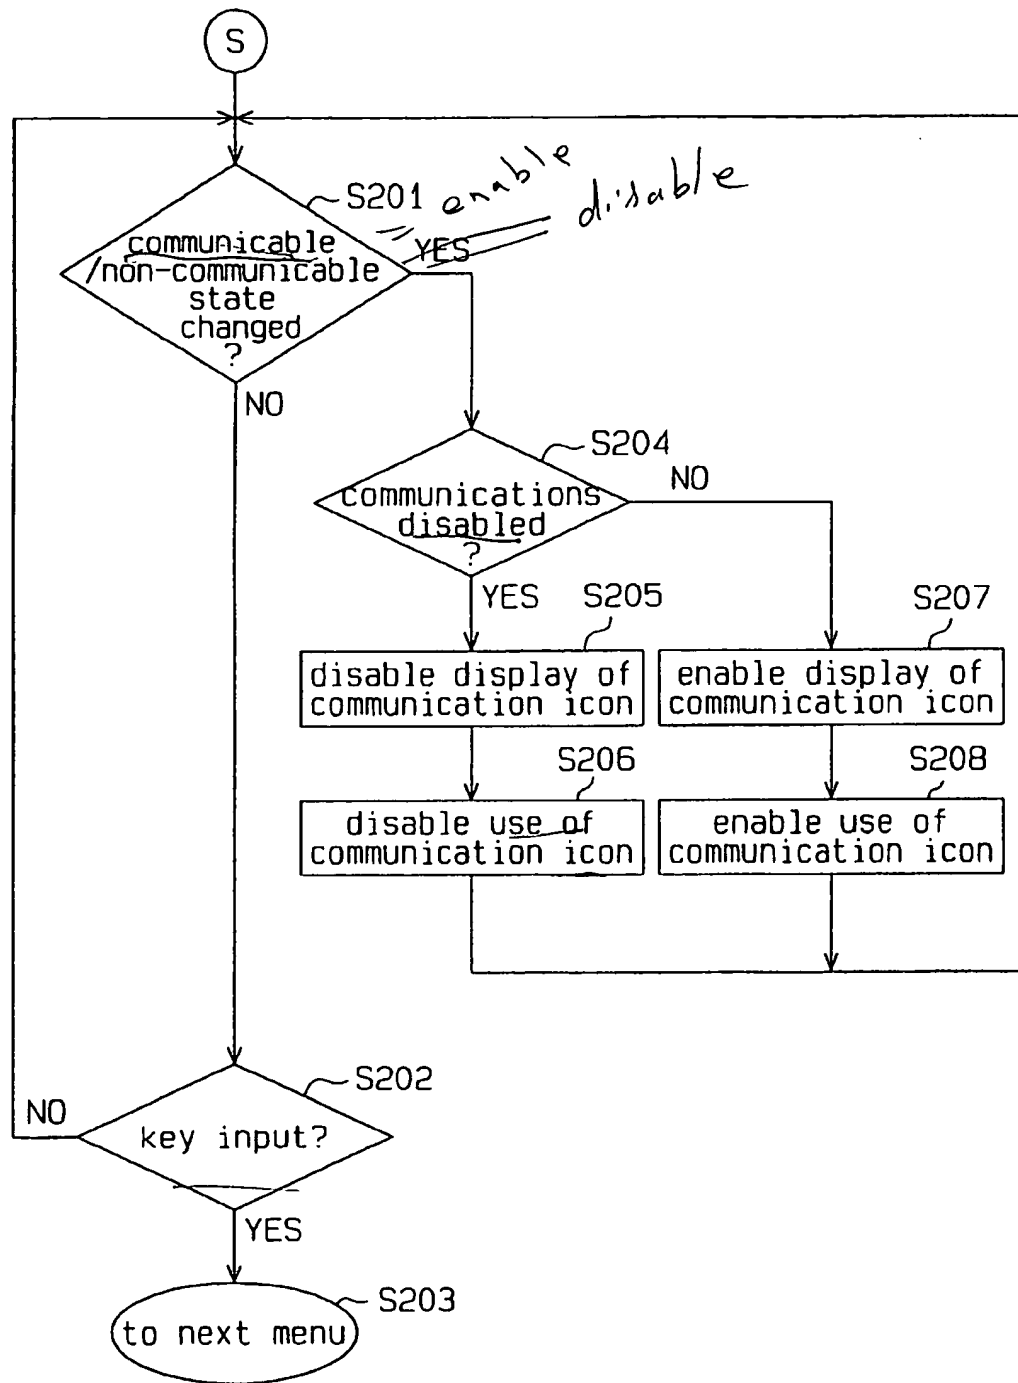 S
S201
enable
disable
YES
communicable
/non-communicable
state
changed
?
NO
S204
communications
disabled
?
NO
YES
S205
disable display of
communication icon
S207
enable display of
communication icon
S206
disable use of
communication icon
S208
enable use of
communication icon
S202
key input?
NO
YES
S203
to next menu